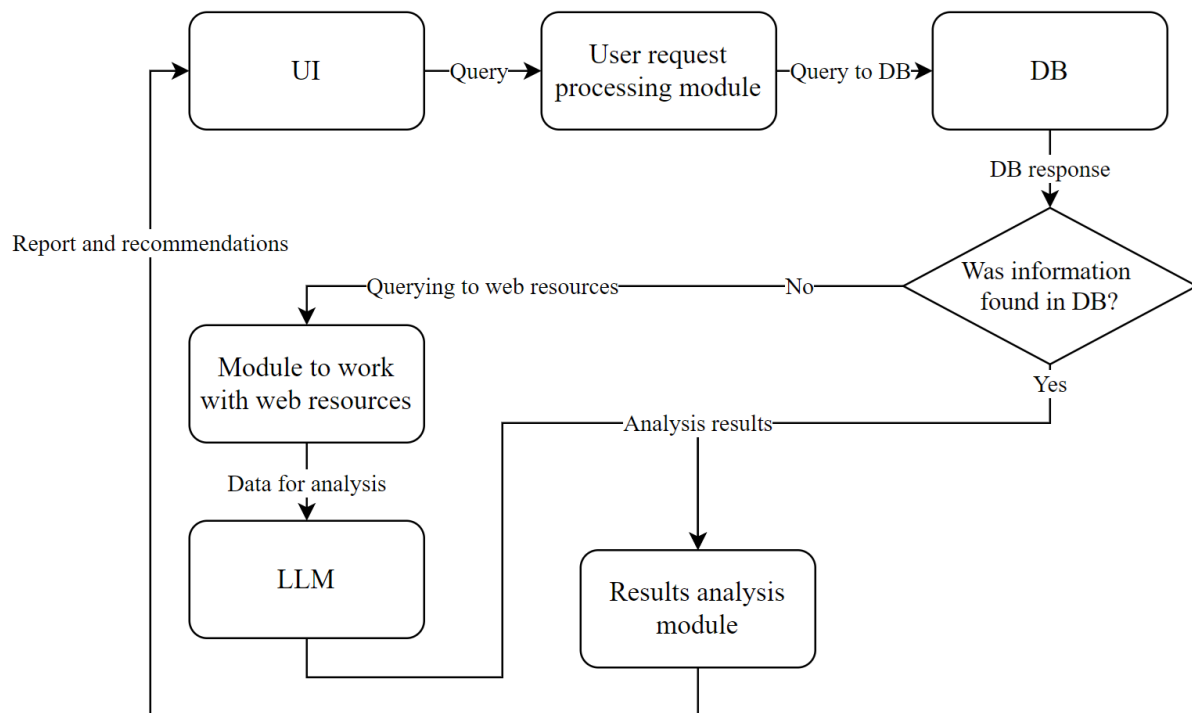 UI
Query
User request
processing module
Query to DB
DB
DB response
Report and recommendations
Was information
found in DB?
No
Querying to web resources
Module to work
with web resources
Yes
Analysis results
Data for analysis
LLM
Results analysis
module